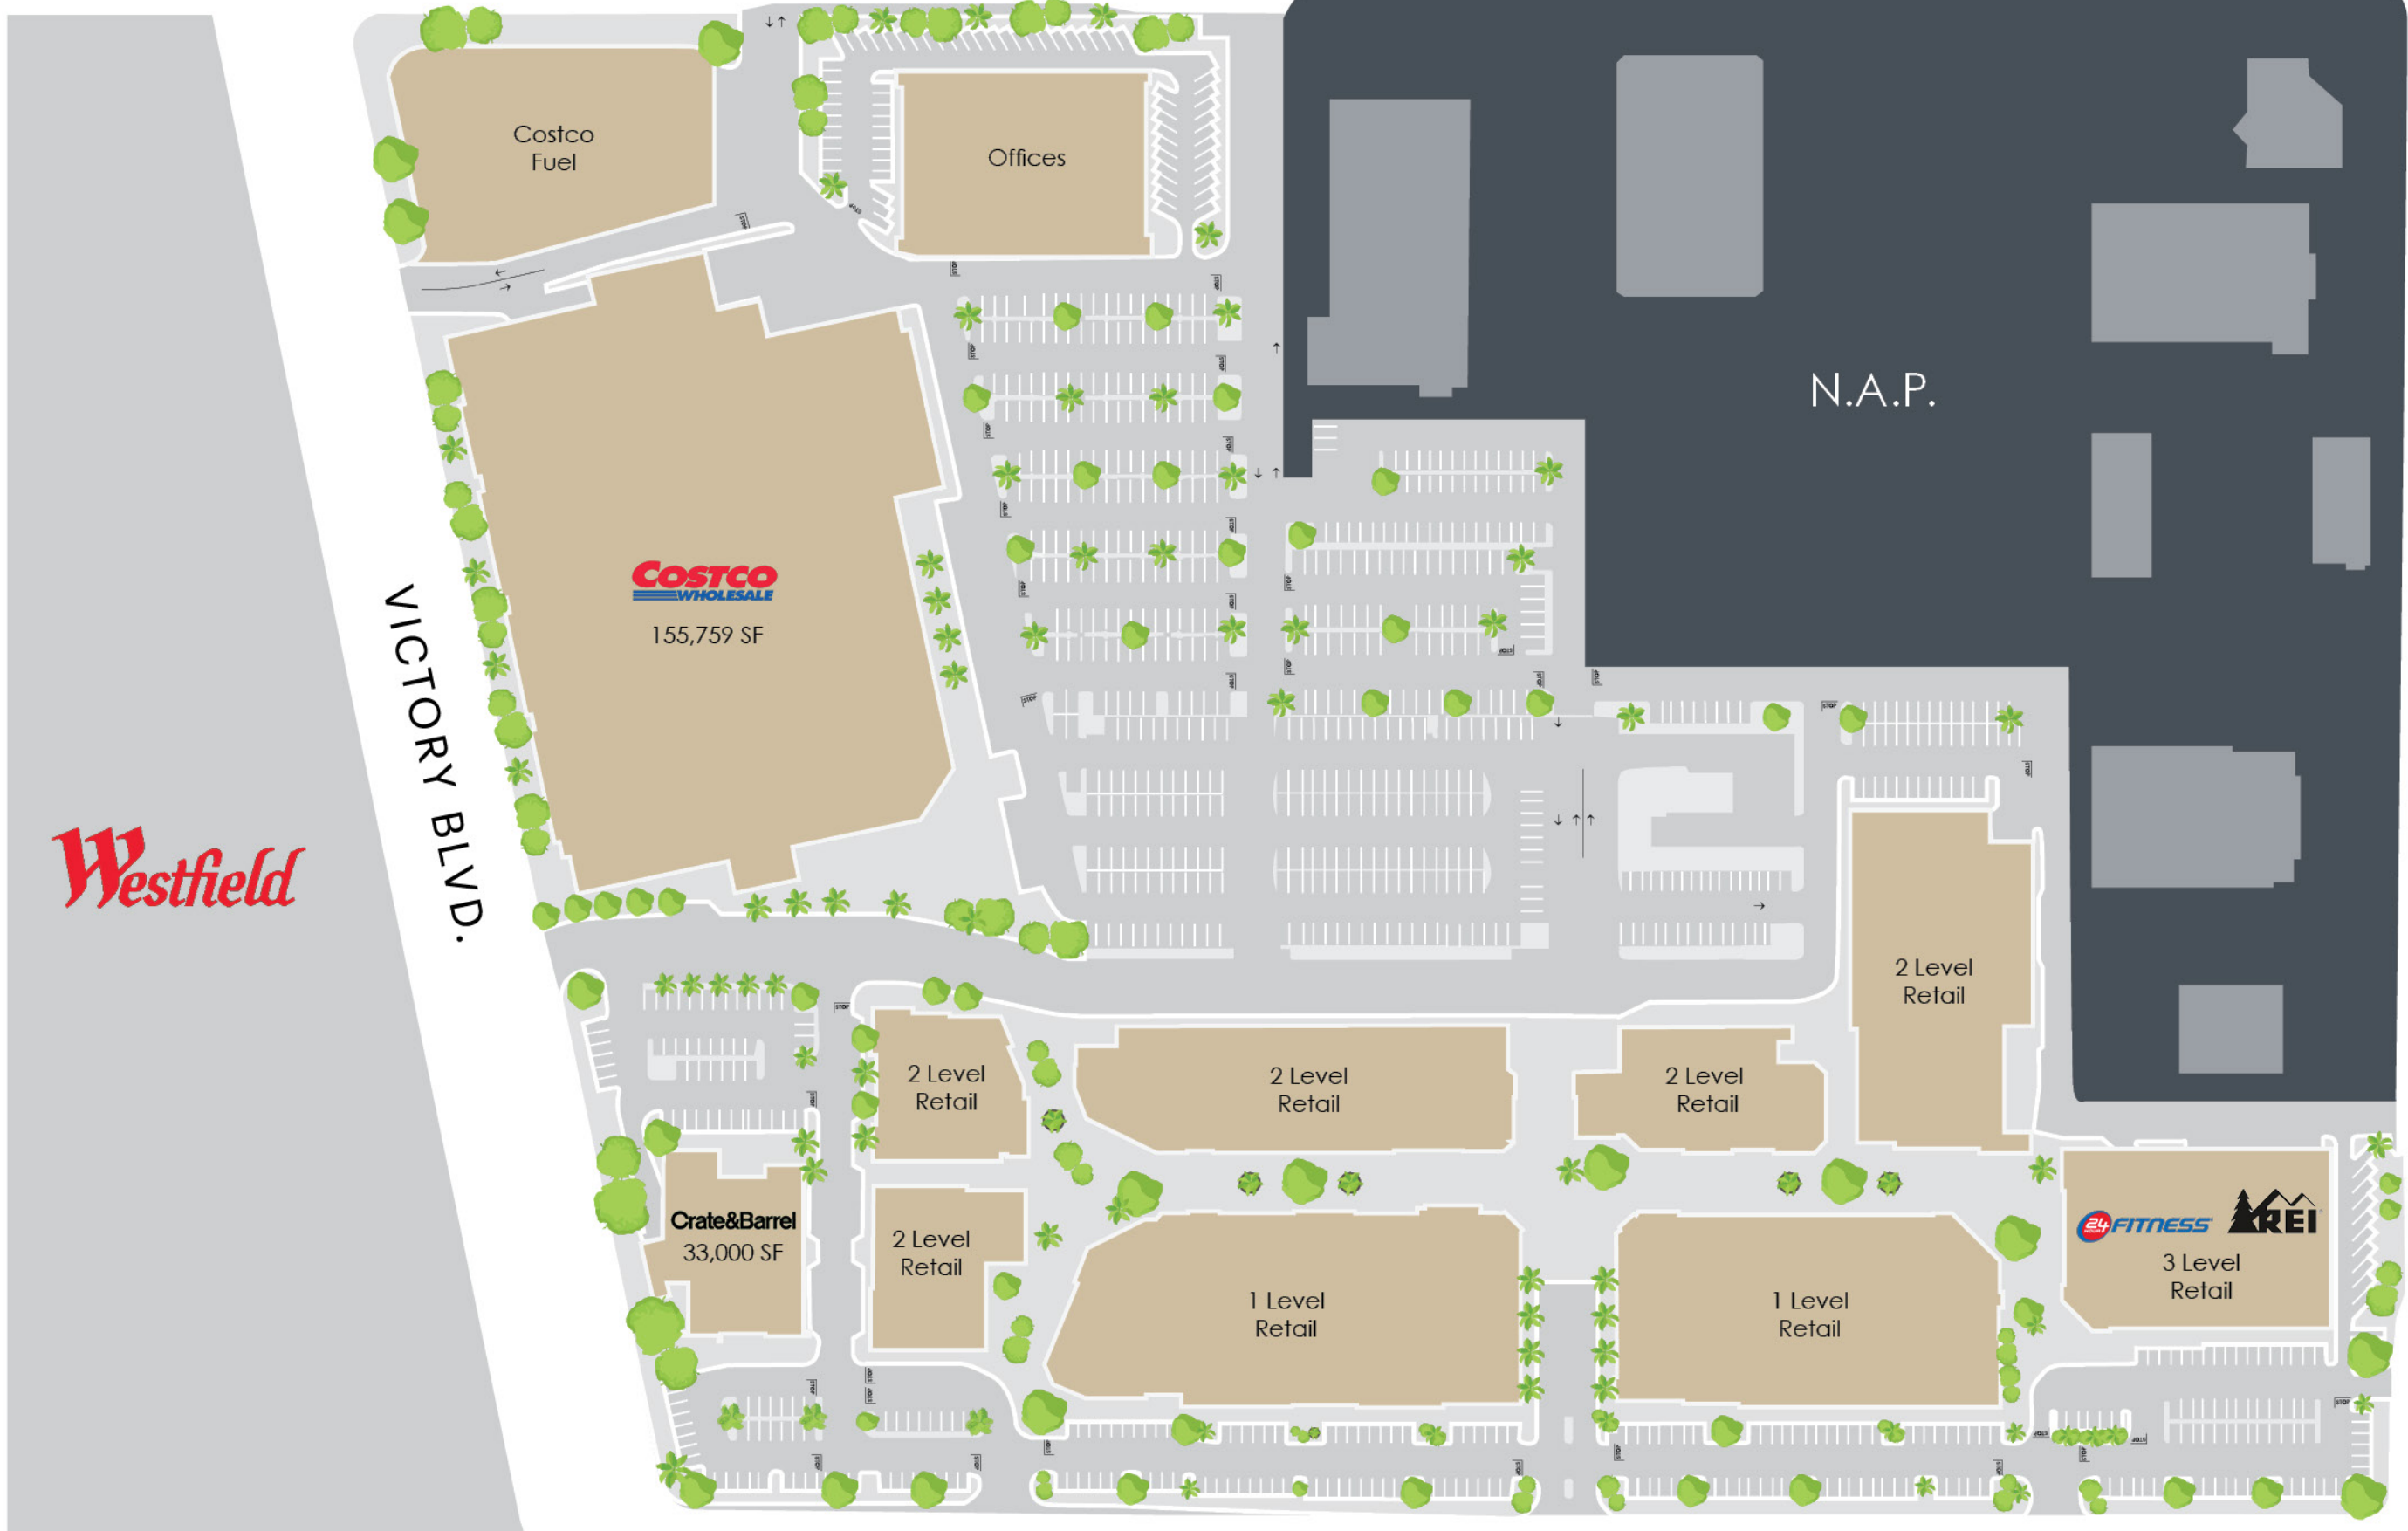 Costco
Fuel
Offices
N.A.P.
COSTCO
WHOLESALE
155,759 SF
VICTORY BLVD.
Westfield
2 Level
Retail
2 Level
Retail
2 Level
Retail
2 Level
Retail
Crate&Barrel
33,000 SF
2 Level
Retail
24 HOUR FITNESS
REI
3 Level
Retail
1 Level
Retail
1 Level
Retail
STOP